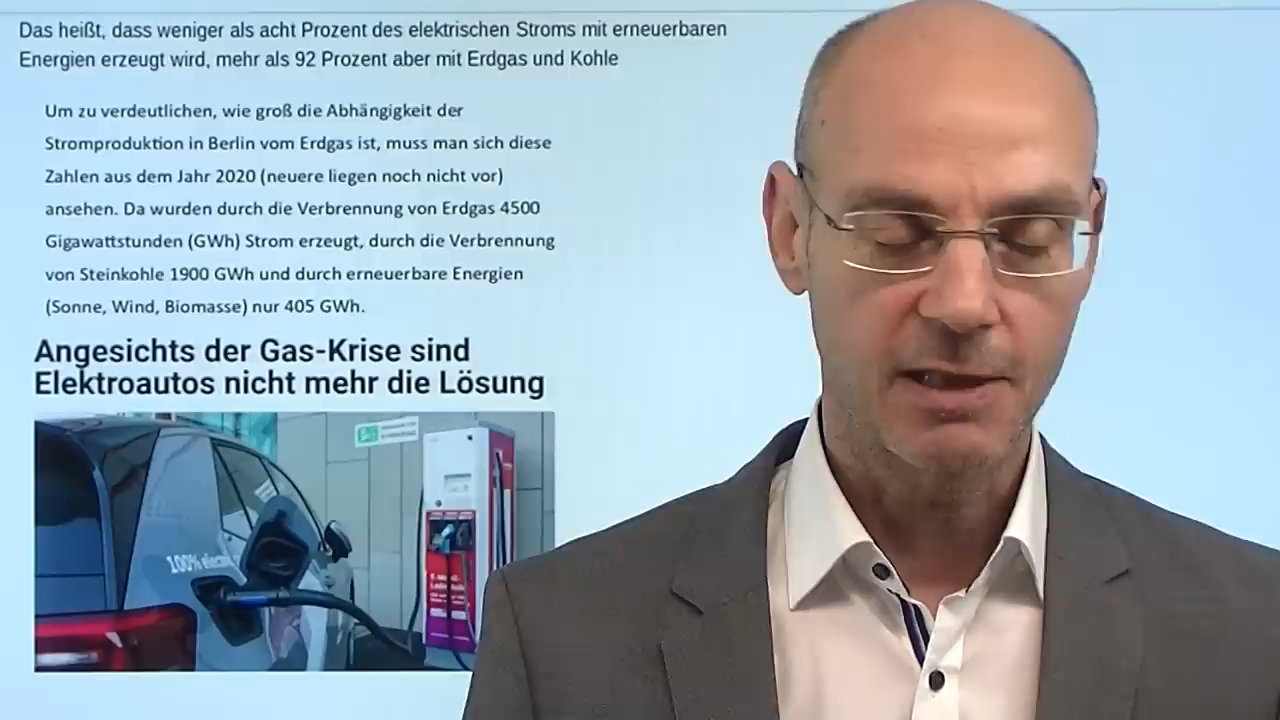 Das heißt, dass weniger als acht Prozent des elektrischen Stroms mit erneuerbaren
Energien erzeugt wird, mehr als 92 Prozent aber mit Erdgas und Kohle
Um zu verdeutlichen, wie groß die Abhängigkeit der
Stromproduktion in Berlin vom Erdgas ist, muss man sich diese
Zahlen aus dem Jahr 2020 (neuere liegen noch nicht vor)
ansehen. Da wurden durch die Verbrennung von Erdgas 4500
Gigawattstunden (GWh) Strom erzeugt, durch die Verbrennung
von Steinkohle 1900 GWh und durch erneuerbare Energien
(Sonne, Wind, Biomasse) nur 405 GWh.
Angesichts der Gas-Krise sind
Elektroautos nicht mehr die Lösung
100%